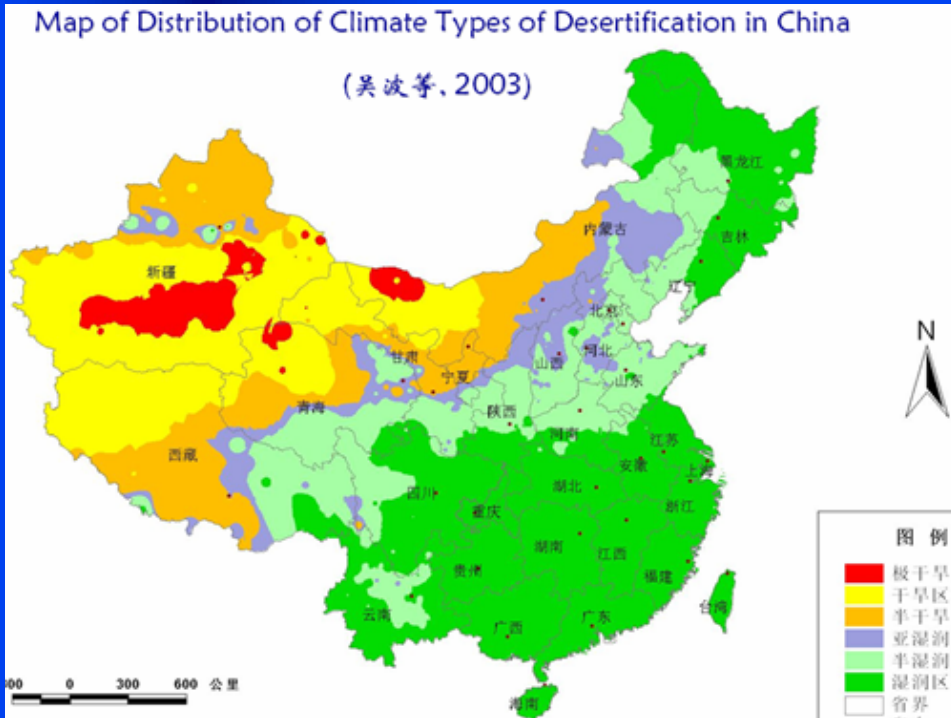 Map of Distribution of Climate Types of Desertification in China
(吴波等, 2003)
黑龙江
内蒙古
吉林
新疆
辽宁
北京
甘肃
山西
河北
宁夏
山东
青海
陕西
河南
江苏
西藏
安徽
上海
四川
湖北
浙江
重庆
湖南
江西
贵州
福建
云南
台湾
广西
广东
海南
N
图 例
极干旱
干旱区
半干旱
亚湿润
半湿润
湿润区
省界
300 0 300 600 公里